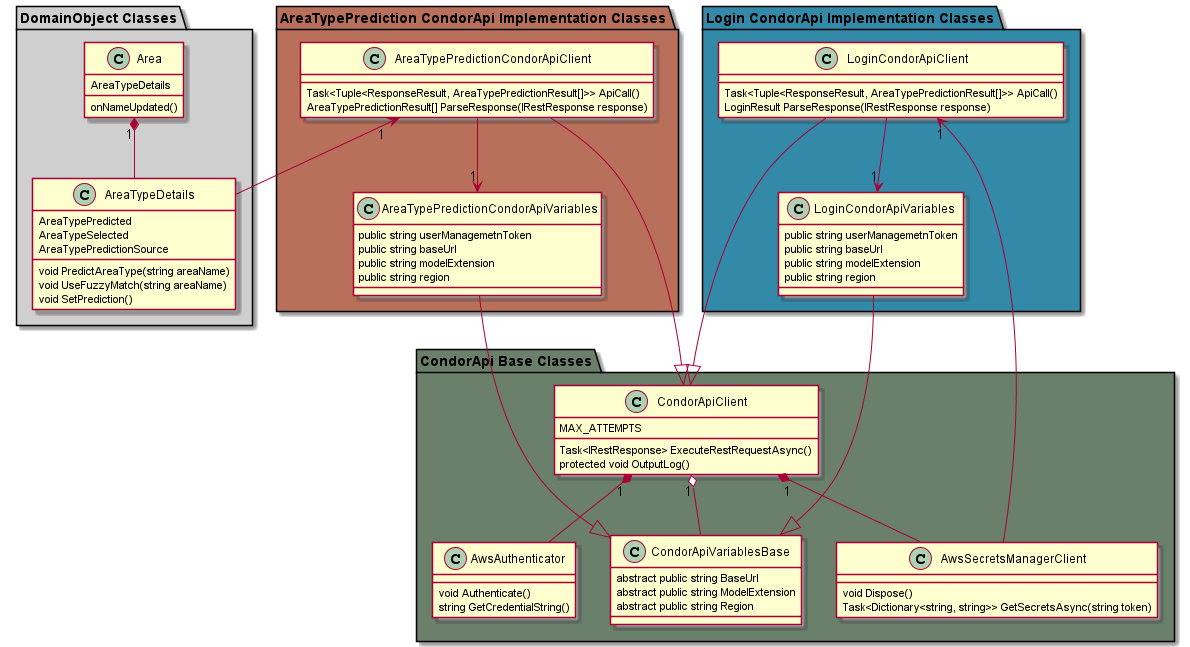 DomainObject Classes
C Area
AreaTypeDetails
onNameUpdated()
1
C AreaTypeDetails
AreaTypePredicted
AreaTypeSelected
AreaTypePredictionSource
void PredictAreaType(string areaName)
void UseFuzzyMatch(string areaName)
void SetPrediction()
AreaTypePrediction CondorApi Implementation Classes
C AreaTypePredictionCondorApiClient
Task<Tuple<ResponseResult, AreaTypePredictionResult[]>> ApiCall()
AreaTypePredictionResult[] ParseResponse(IRestResponse response)
1
1
C AreaTypePredictionCondorApiVariables
public string userManagemetnToken
public string baseUrl
public string modelExtension
public string region
Login CondorApi Implementation Classes
C LoginCondorApiClient
Task<Tuple<ResponseResult, AreaTypePredictionResult[]>> ApiCall()
LoginResult ParseResponse(IRestResponse response)
1
1
C LoginCondorApiVariables
public string userManagemetnToken
public string baseUrl
public string modelExtension
public string region
CondorApi Base Classes
C CondorApiClient
MAX_ATTEMPTS
Task<IRestResponse> ExecuteRestRequestAsync()
protected void OutputLog()
1
1
1
C AwsAuthenticator
void Authenticate()
string GetCredentialString()
C CondorApiVariablesBase
abstract public string BaseUrl
abstract public string ModelExtension
abstract public string Region
C AwsSecretsManagerClient
void Dispose()
Task<Dictionary<string, string>> GetSecretsAsync(string token)